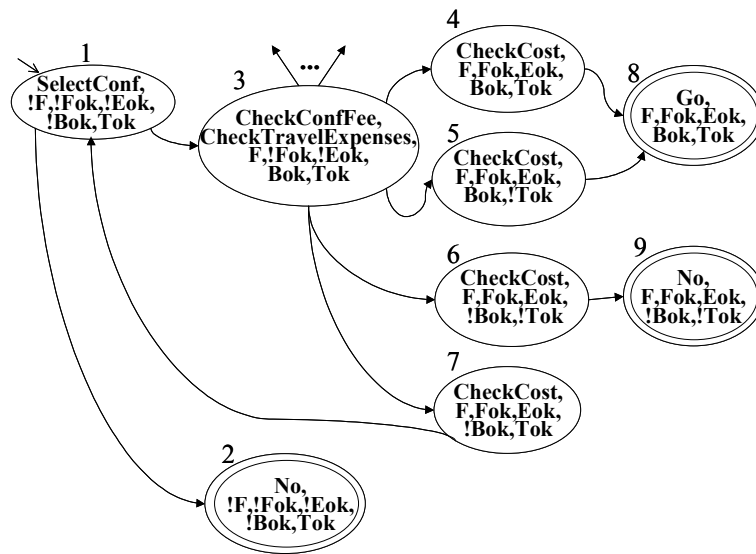 1
SelectConf,
!F,!Fok,!Eok,
!Bok,Tok
...
3
CheckConfFee,
CheckTravelExpenses,
F,!Fok,!Eok,
Bok,Tok
4
CheckCost,
F,Fok,Eok,
Bok,Tok
5
CheckCost,
F,Fok,Eok,
Bok,!Tok
8
Go,
F,Fok,Eok,
Bok,Tok
6
CheckCost,
F,Fok,Eok,
!Bok,!Tok
9
No,
F,Fok,Eok,
!Bok,!Tok
7
CheckCost,
F,Fok,Eok,
!Bok,Tok
2
No,
!F,!Fok,!Eok,
!Bok,Tok